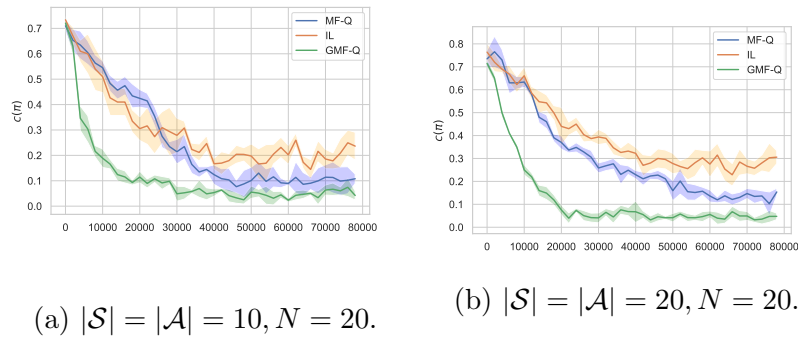 MF-Q
IL
GMF-Q
c(π)
0.7
0.6
0.5
0.4
0.3
0.2
0.1
0.0
0 10000 20000 30000 40000 50000 60000 70000 80000
(a) |𝒮| = |𝒜| = 10, N = 20.
MF-Q
IL
GMF-Q
c(π)
0.8
0.7
0.6
0.5
0.4
0.3
0.2
0.1
0.0
0 10000 20000 30000 40000 50000 60000 70000 80000
(b) |𝒮| = |𝒜| = 20, N = 20.